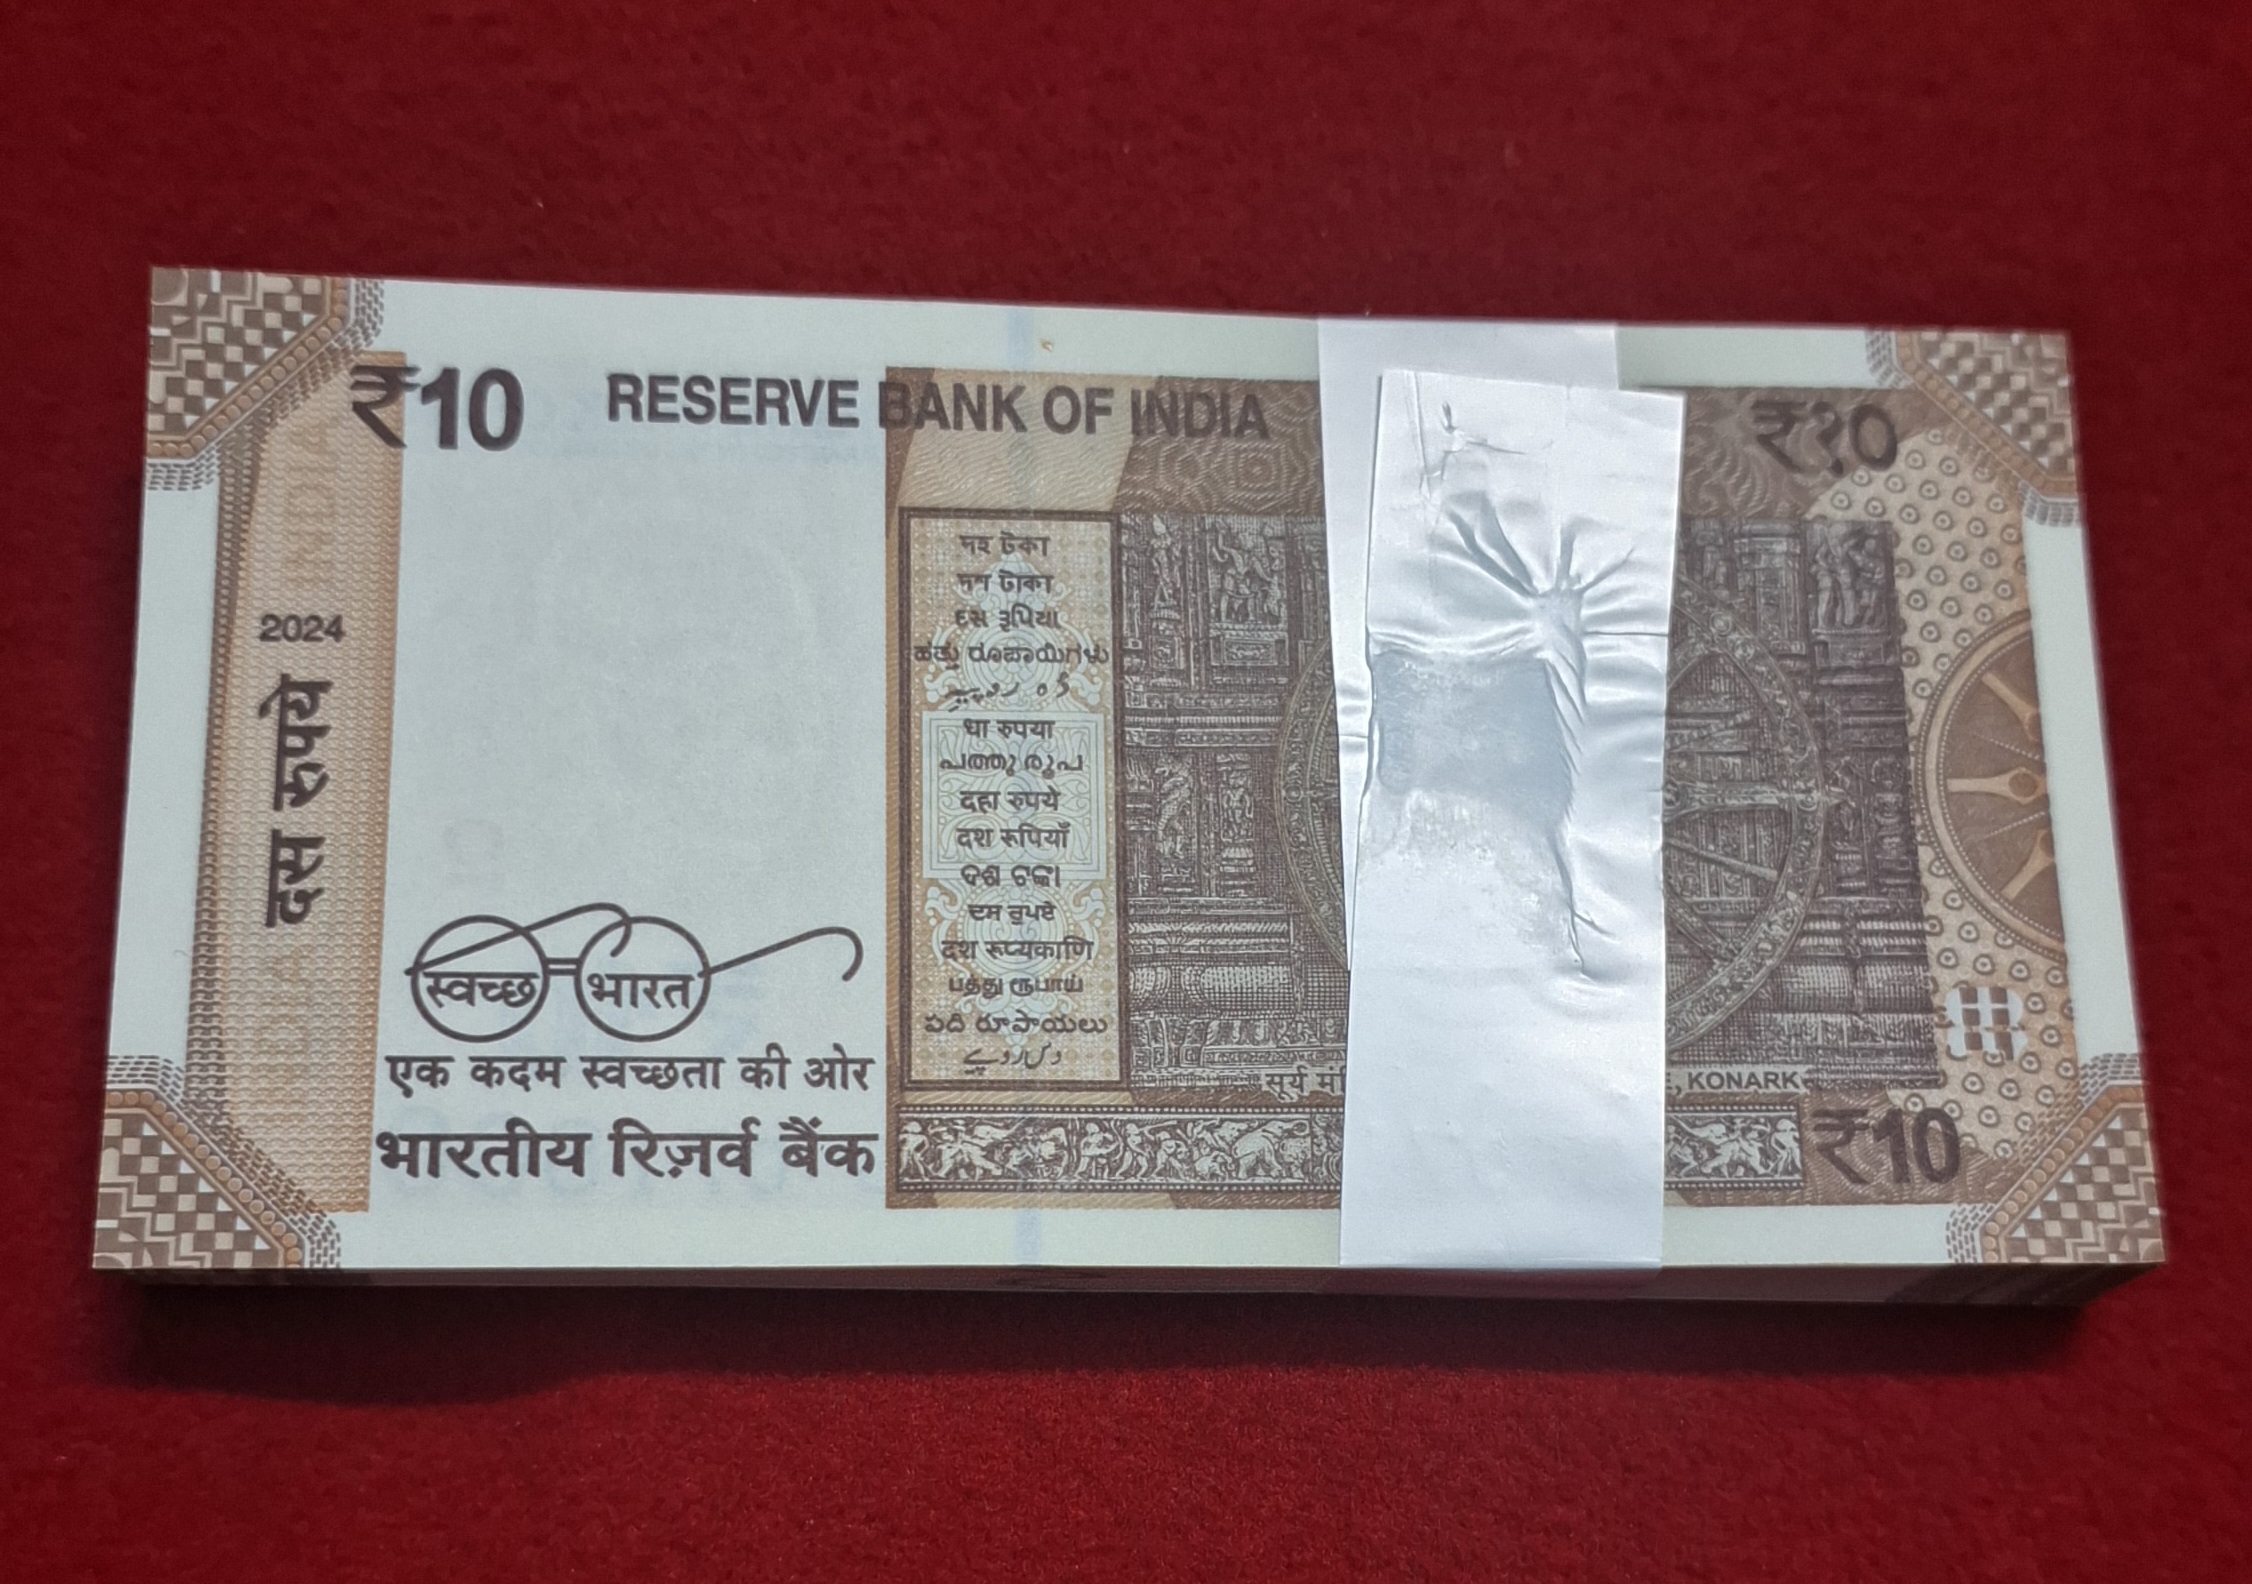 ₹10
RESERVE BANK OF INDIA
₹१0
2024
दस रुपये
দহ টকা
দশ টাকা
દસ રૂપિયા
ಹತ್ತು ರೂಪಾಯಿಗಳು
धा रुपया
പത്തു രൂപ
दहा रुपये
दश रूपियाँ
ଦଶ ଟଙ୍କା
ਦਸ ਰੁਪਏ
दश रूप्यकाणि
பத்து ரூபாய்
పది రూపాయలు
دس روپے
सूर्य
, KONARK
स्वच्छ भारत
एक कदम स्वच्छता की ओर
भारतीय रिज़र्व बैंक
₹10